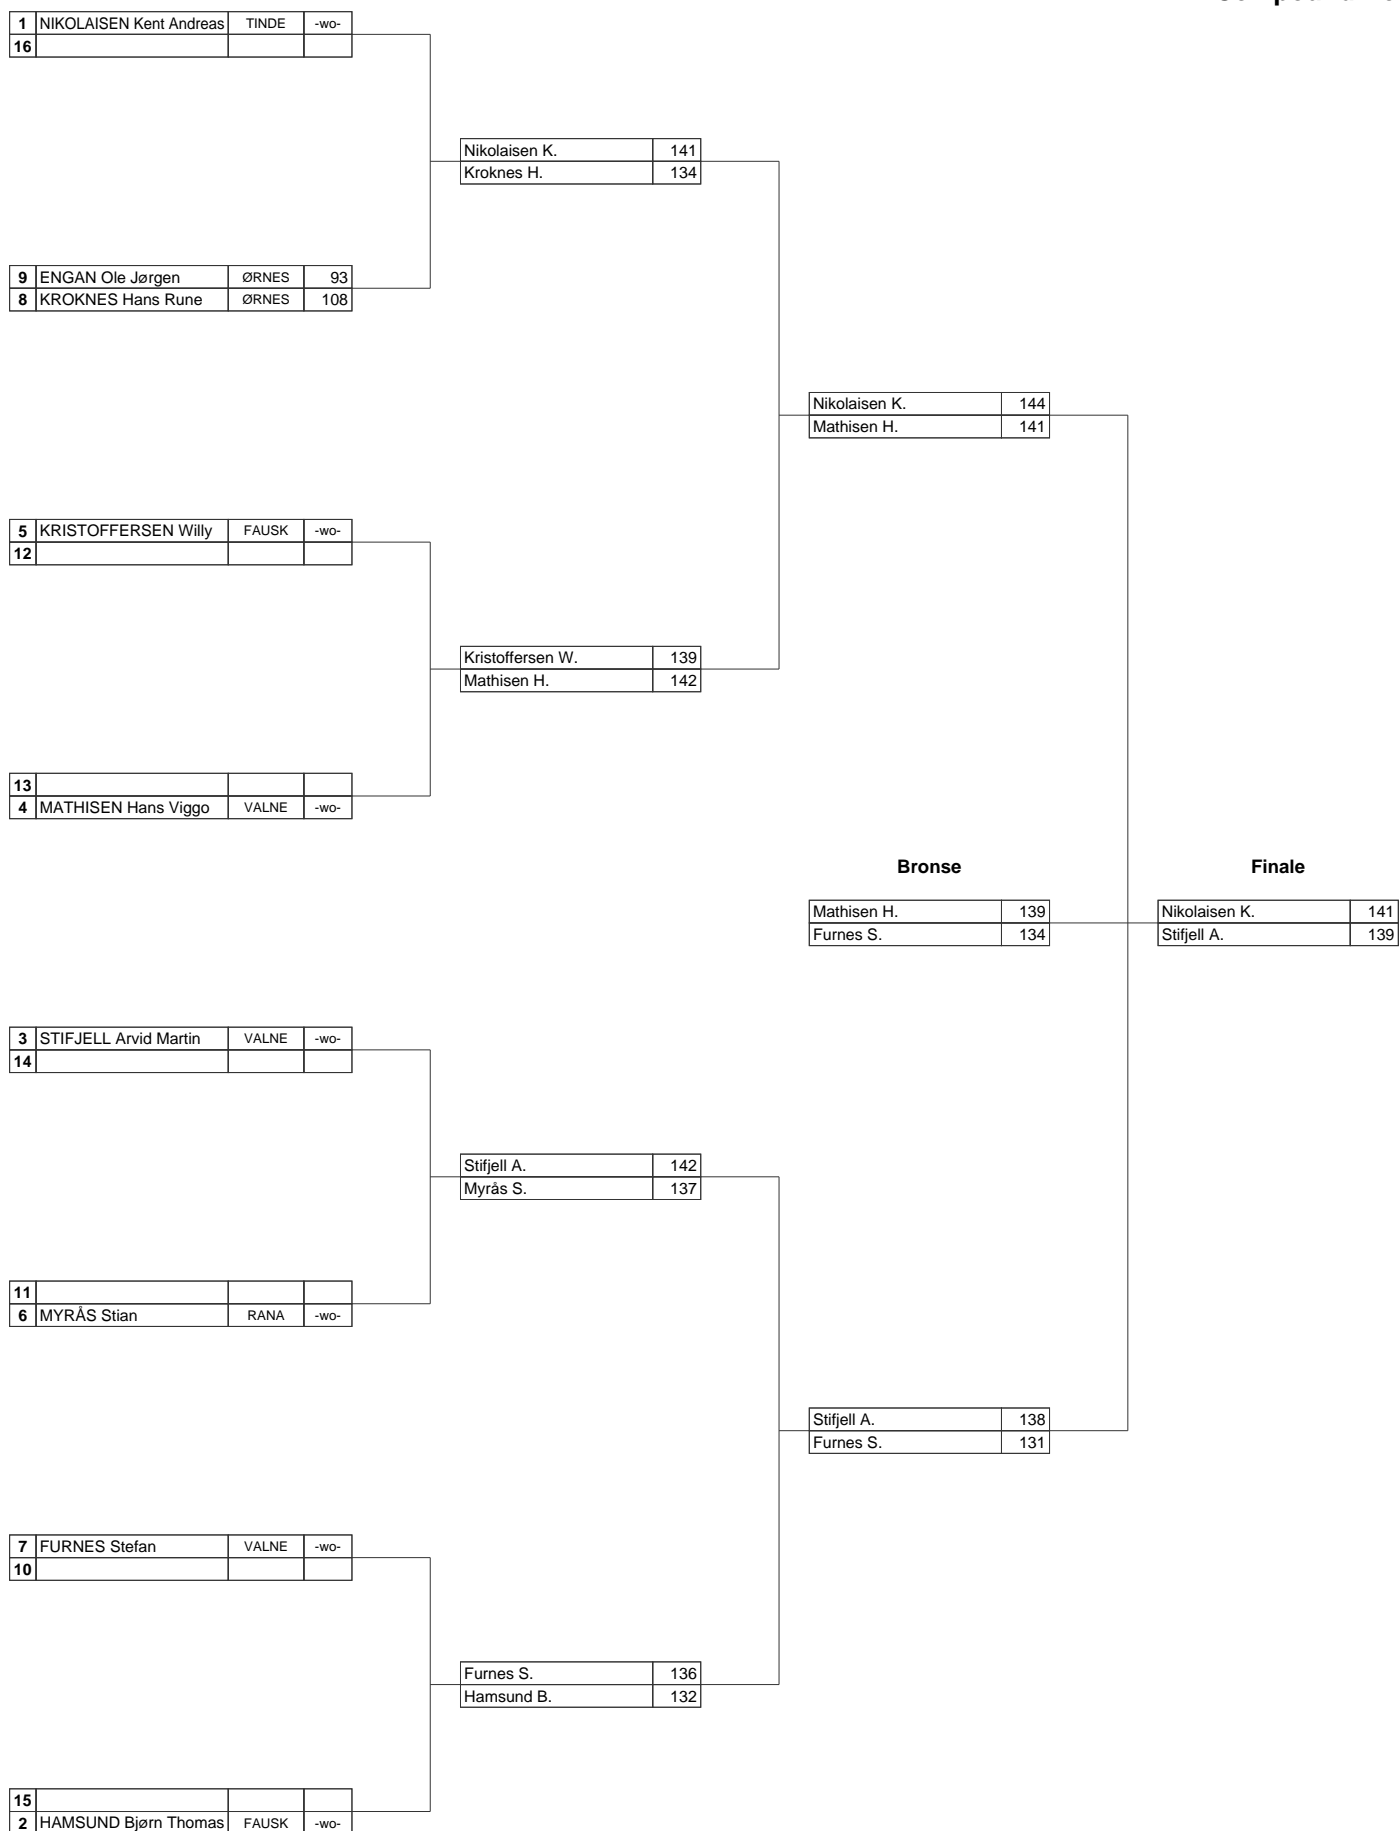 1 NIKOLAISEN Kent Andreas TINDE -wo-
16
Nikolaisen K. 141
Kroknes H. 134
9 ENGAN Ole Jørgen ØRNES 93
8 KROKNES Hans Rune ØRNES 108
Nikolaisen K. 144
Mathisen H. 141
5 KRISTOFFERSEN Willy FAUSK -wo-
12
Kristoffersen W. 139
Mathisen H. 142
13
4 MATHISEN Hans Viggo VALNE -wo-
Bronse Finale
Mathisen H. 139 Nikolaisen K. 141
Furnes S. 134 Stifjell A. 139
3 STIFJELL Arvid Martin VALNE -wo-
14
Stifjell A. 142
Myrås S. 137
11
6 MYRÅS Stian RANA -wo-
Stifjell A. 138
Furnes S. 131
7 FURNES Stefan VALNE -wo-
10
Furnes S. 136
Hamsund B. 132
15
2 HAMSUND Bjørn Thomas FAUSK -wo-